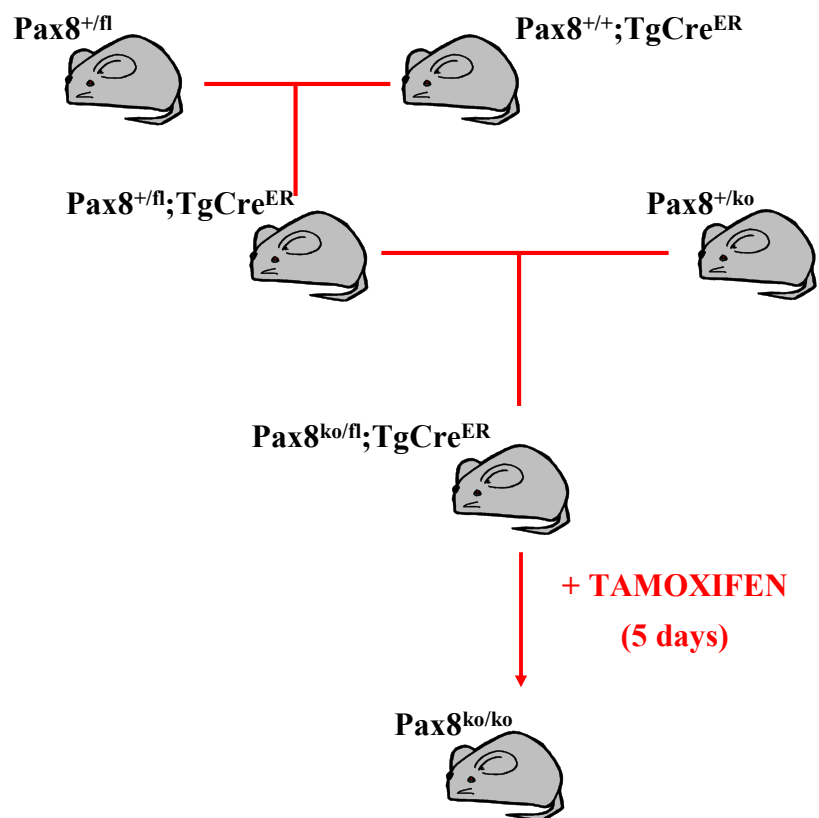 Pax8+/fl
Pax8+/+;TgCreER
Pax8+/fl;TgCreER
Pax8+/ko
Pax8ko/fl;TgCreER
+ TAMOXIFEN
(5 days)
Pax8ko/ko